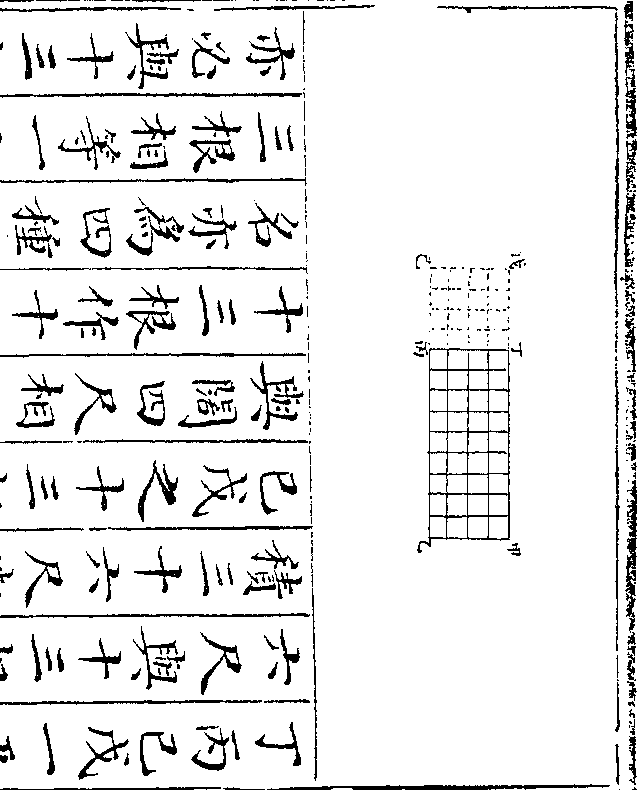 戊 丁 甲
己 丙 乙
丁丙己戊一
六尺與十三
積三十六尺
己戊之十三
與闊四尺相
十三根作十
名亦為四種
三根相等一
亦必與十三